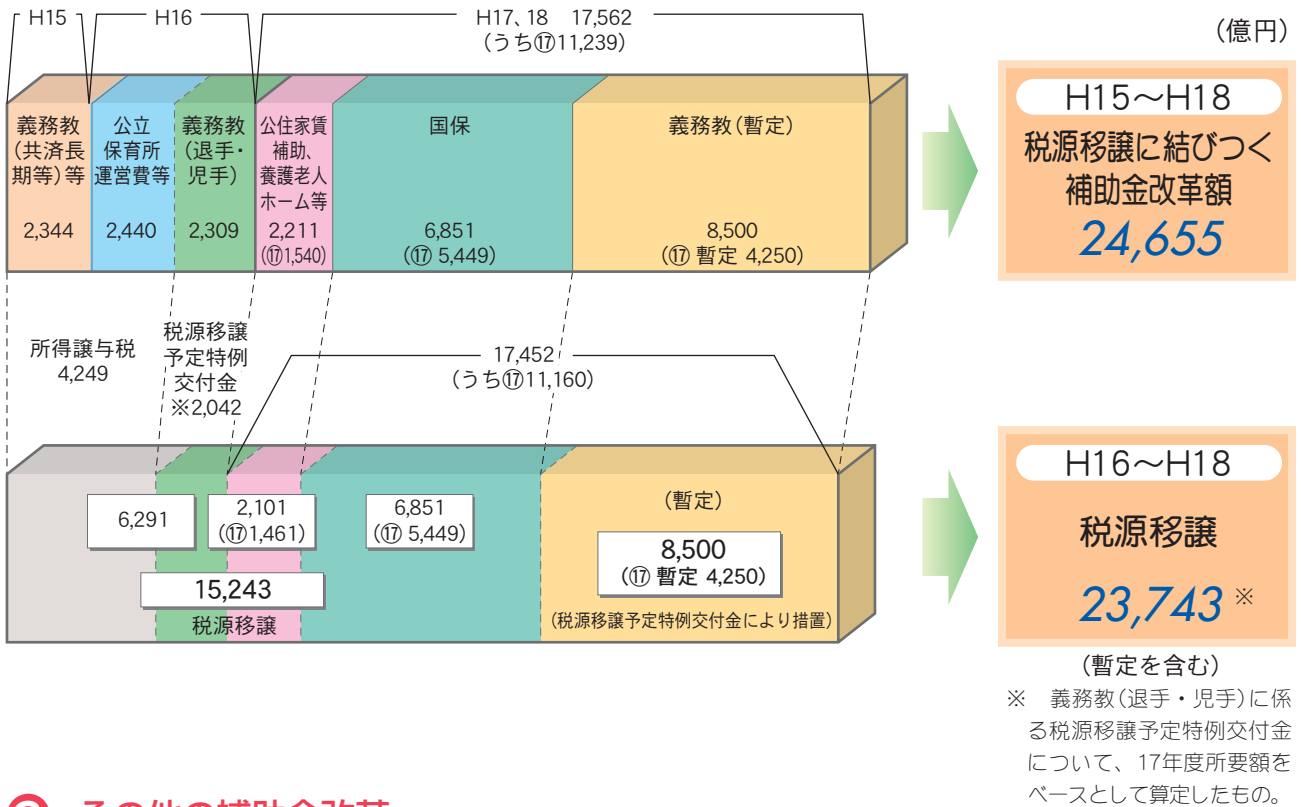 H15
H16
H17、18　17,562
(うち⑰11,239)
(億円)
義務教
(共済長
期等)等
2,344
公立
保育所
運営費等
2,440
義務教
(退手・
児手)
2,309
公住家賃
補助、
養護老人
ホーム等
2,211
(⑰1,540)
国保
6,851
(⑰ 5,449)
義務教(暫定)
8,500
(⑰ 暫定 4,250)
H15〜H18
税源移譲に結びつく
補助金改革額
24,655
所得譲与税
4,249
税源移譲
予定特例
交付金
※2,042
17,452
(うち⑰11,160)
6,291
2,101
(⑰1,461)
6,851
(⑰ 5,449)
15,243
税源移譲
(暫定)
8,500
(⑰ 暫定 4,250)
(税源移譲予定特例交付金により措置)
H16〜H18
税源移譲
23,743 ※
(暫定を含む)
※　義務教(退手・児手)に係
る税源移譲予定特例交付金
について、17年度所要額を
ベースとして算定したもの。